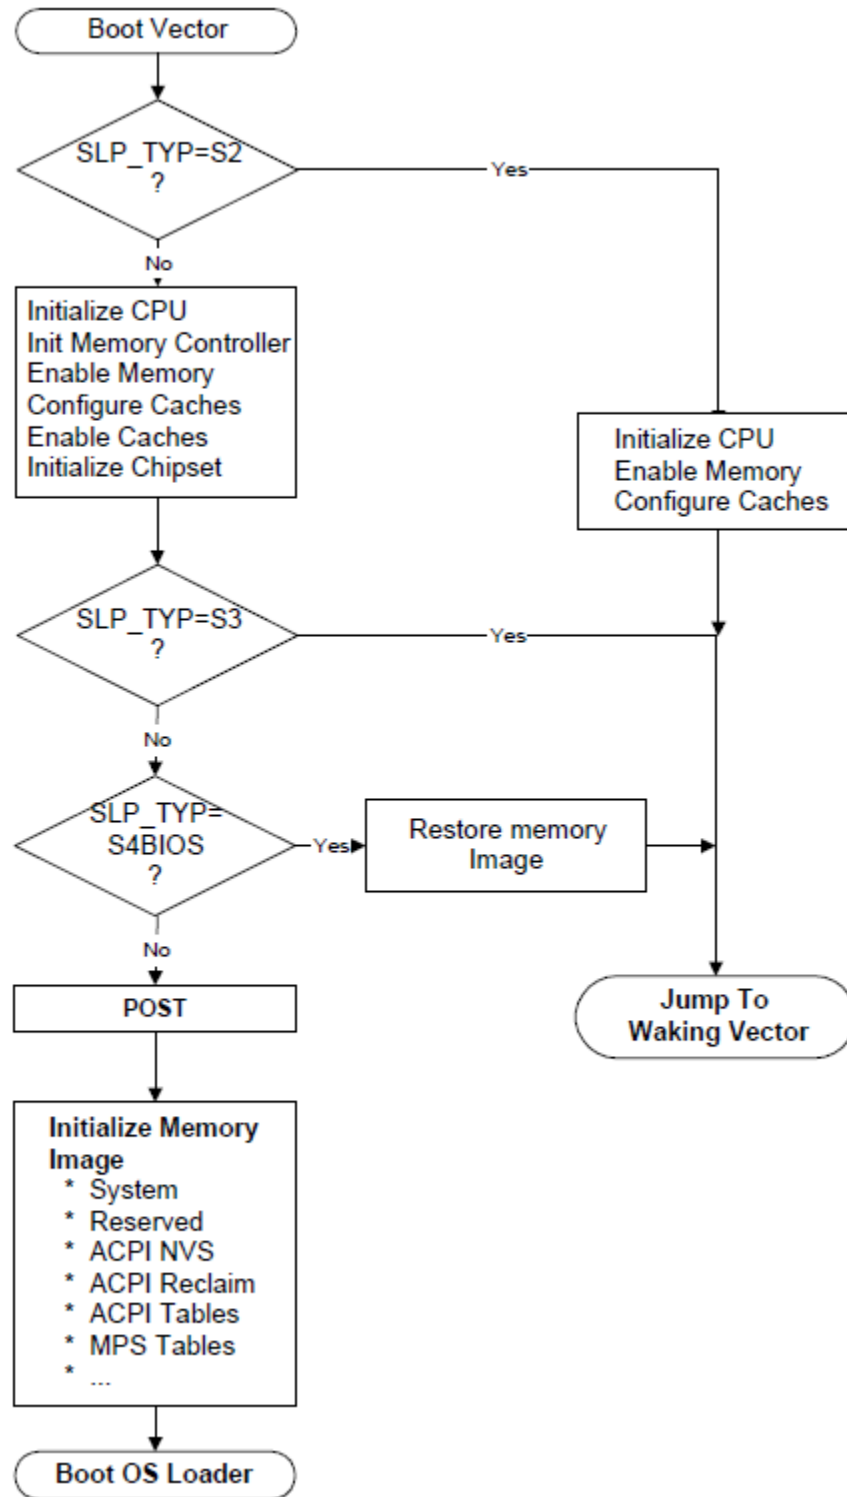 Boot Vector
SLP_TYP=S2
?
Yes
No
Initialize CPU
Init Memory Controller
Enable Memory
Configure Caches
Enable Caches
Initialize Chipset
Initialize CPU
Enable Memory
Configure Caches
SLP_TYP=S3
?
Yes
No
SLP_TYP=
S4BIOS
?
Yes
Restore memory
Image
No
POST
Jump To
Waking Vector
Initialize Memory
Image
* System
* Reserved
* ACPI NVS
* ACPI Reclaim
* ACPI Tables
* MPS Tables
* ...
Boot OS Loader